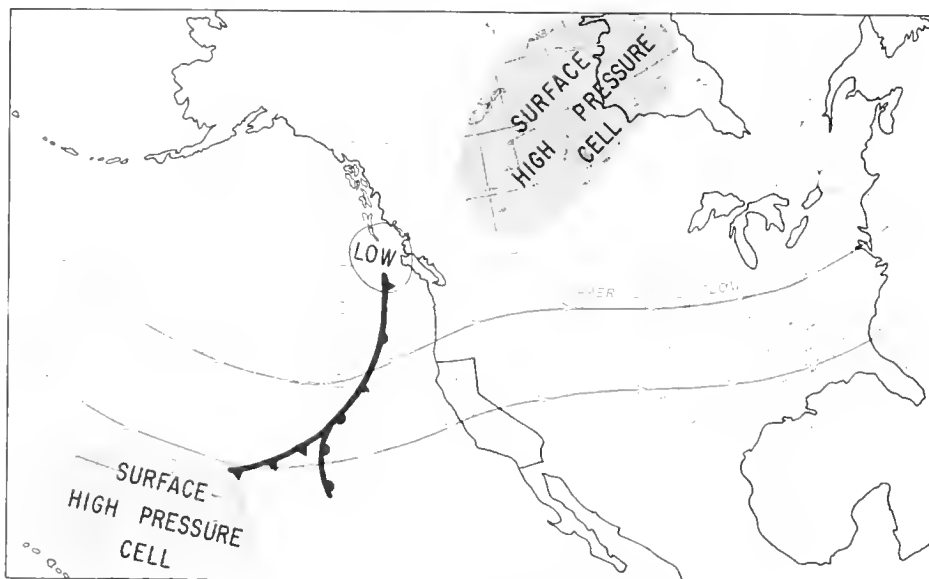 SURFACE
HIGH PRESSURE
CELL
LOW
SURFACE
HIGH PRESSURE
CELL